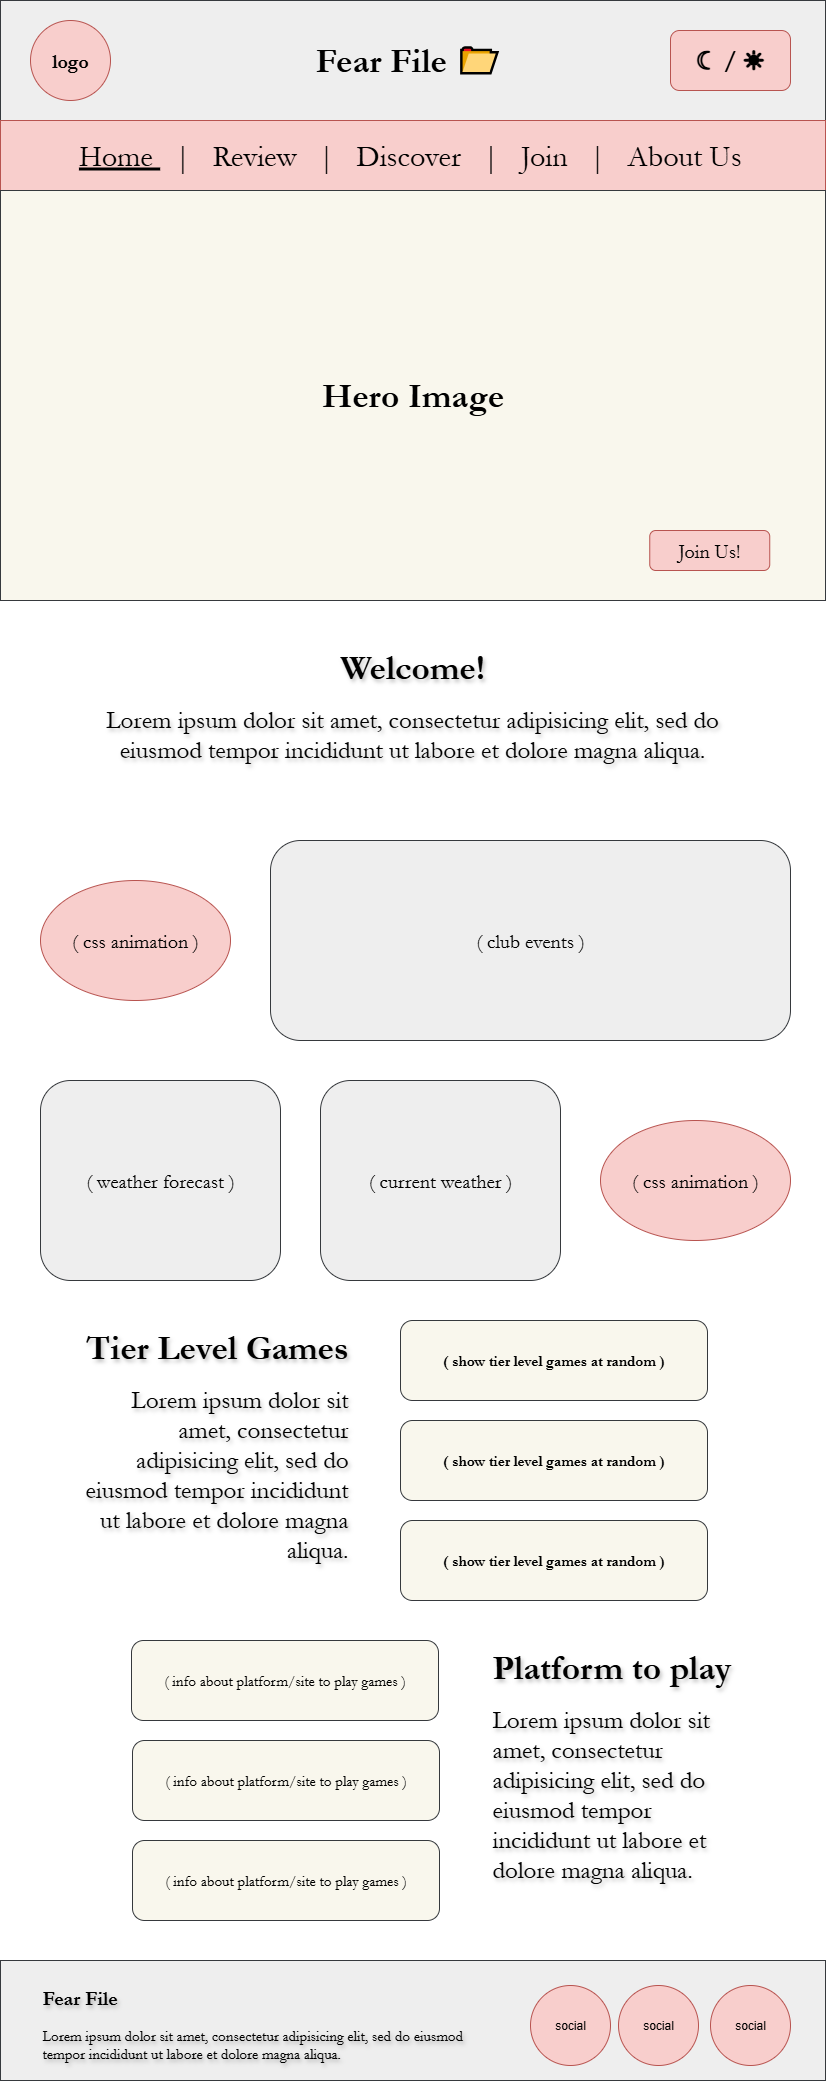 logo
Fear File
☾ / ☀
Home | Review | Discover | Join | About Us
Hero Image
Join Us!
Welcome!
Lorem ipsum dolor sit amet, consectetur adipisicing elit, sed do
eiusmod tempor incididunt ut labore et dolore magna aliqua.
( css animation )
( club events )
( weather forecast )
( current weather )
( css animation )
Tier Level Games
Lorem ipsum dolor sit
amet, consectetur
adipisicing elit, sed do
eiusmod tempor incididunt
ut labore et dolore magna
aliqua.
( show tier level games at random )
( show tier level games at random )
( show tier level games at random )
( info about platform/site to play games )
( info about platform/site to play games )
( info about platform/site to play games )
Platform to play
Lorem ipsum dolor sit
amet, consectetur
adipisicing elit, sed do
eiusmod tempor
incididunt ut labore et
dolore magna aliqua.
Fear File
Lorem ipsum dolor sit amet, consectetur adipisicing elit, sed do eiusmod
tempor incididunt ut labore et dolore magna aliqua.
social
social
social